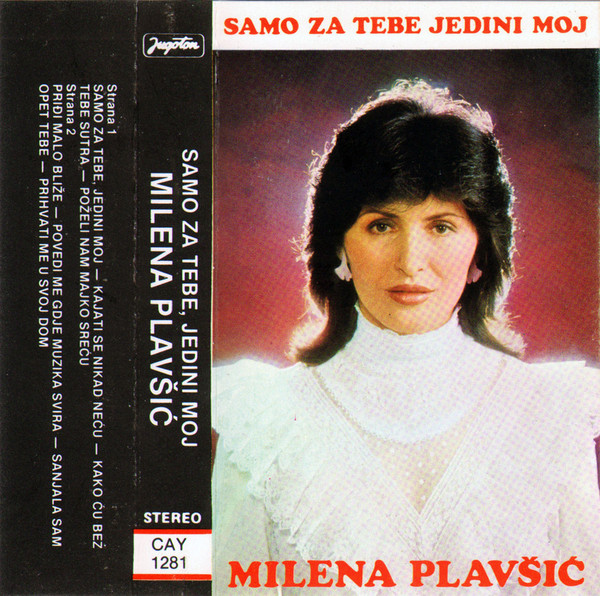 Strana 1
SAMO ZA TEBE, JEDINI MOJ — KAJATI SE NIKAD NEĆU — KAKO ĆU BEZ
TEBE SUTRA — POŽELI NAM MAJKO SREĆU
Strana 2
PRIĐI MALO BLIŽE — POVEDI ME GDJE MUZIKA SVIRA — SANJALA SAM
OPET TEBE — PRIHVATI ME U SVOJ DOM
Jugoton
SAMO ZA TEBE, JEDINI MOJ
MILENA PLAVŠIĆ
STEREO
CAY
1281
SAMO ZA TEBE JEDINI MOJ
MILENA PLAVŠIĆ